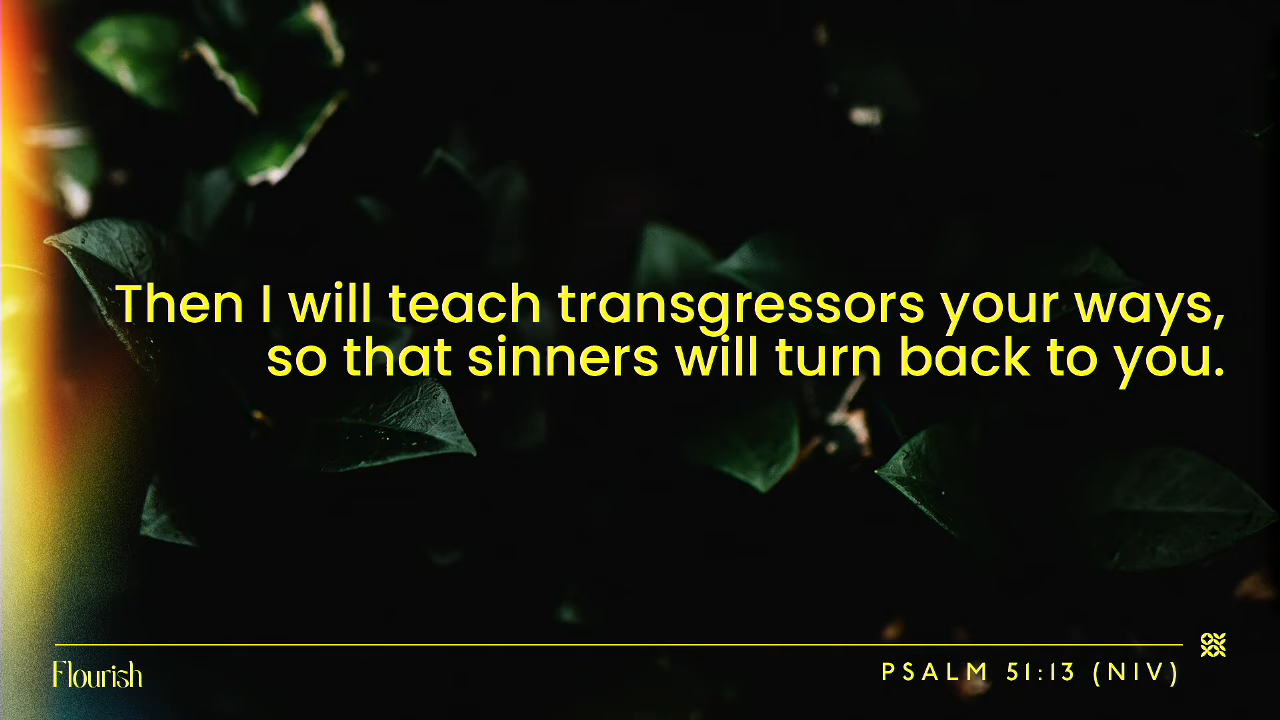 Then I will teach transgressors your ways,
so that sinners will turn back to you.
Flourish
PSALM 51:13 (NIV)